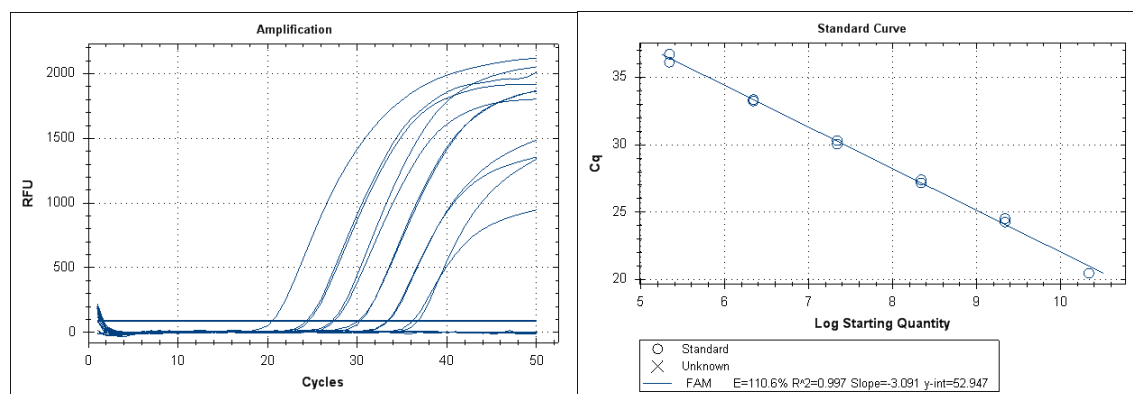 Amplification
RFU
2000
1500
1000
500
0
0
10
20
30
40
50
Cycles
Standard Curve
Cq
35
30
25
20
5
6
7
8
9
10
Log Starting Quantity
Standard
Unknown
FAM E=110.6% R^2=0.997 Slope=-3.091 y-int=52.947